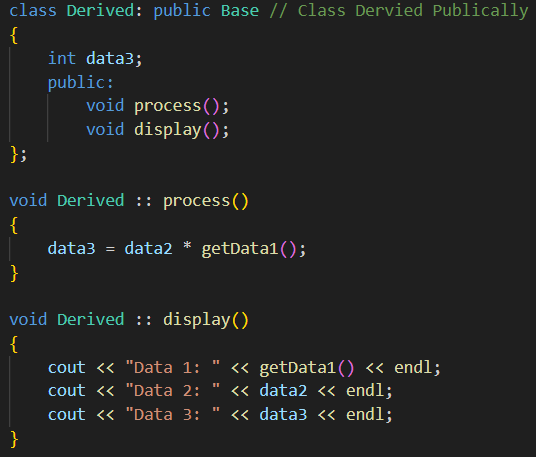 class Derived: public Base // Class Dervied Publically
{
int data3;
public:
void process();
void display();
};
void Derived :: process()
{
data3 = data2 * getData1();
}
void Derived :: display()
{
cout << "Data 1: " << getData1() << endl;
cout << "Data 2: " << data2 << endl;
cout << "Data 3: " << data3 << endl;
}